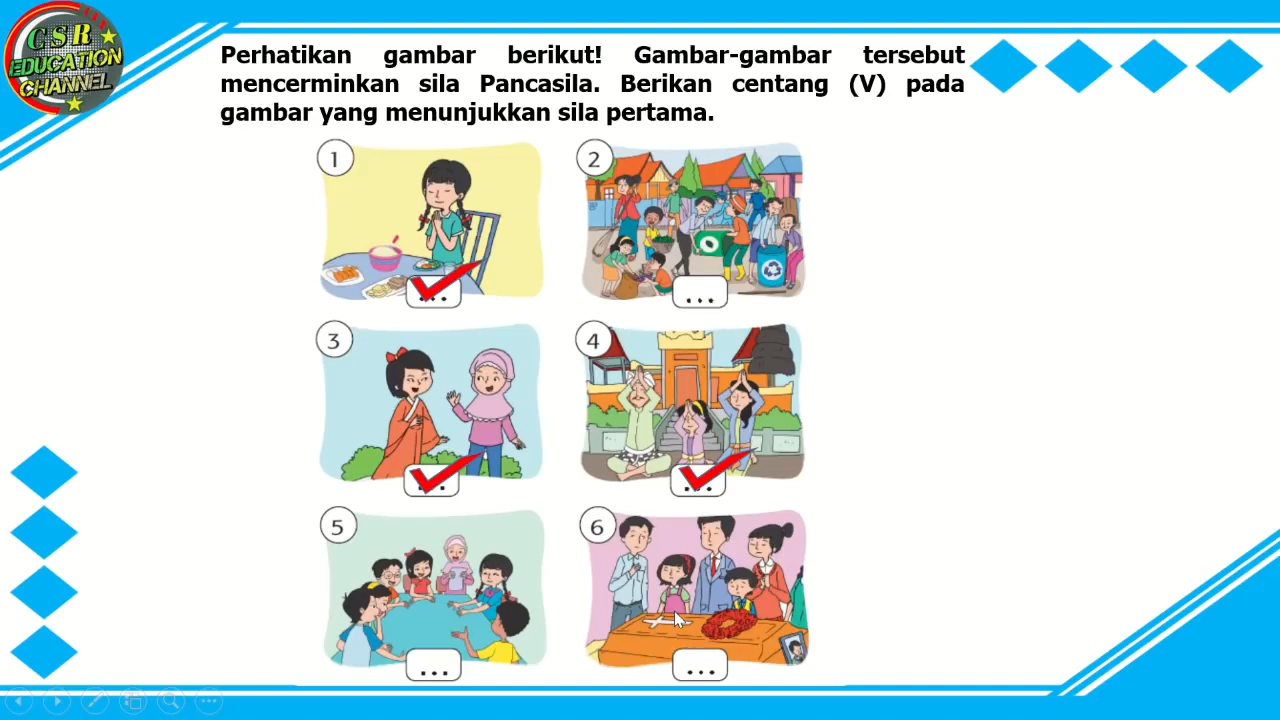 CSR
EDUCATION
CHANNEL
Perhatikan gambar berikut! Gambar-gambar tersebut
mencerminkan sila Pancasila. Berikan centang (V) pada
gambar yang menunjukkan sila pertama.
1
2
...
...
3
4
...
...
5
6
...
...